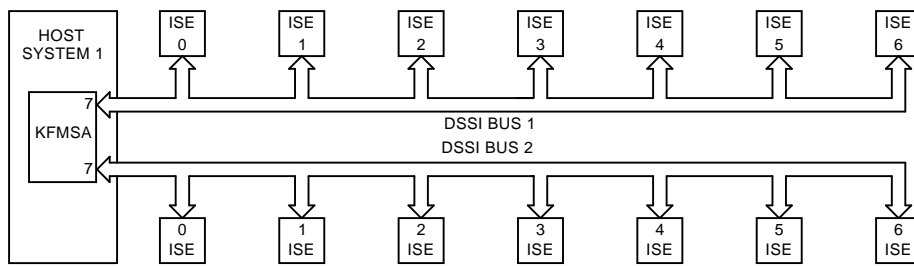 HOST
SYSTEM 1
ISE
0
ISE
1
ISE
2
ISE
3
ISE
4
ISE
5
ISE
6
7
KFMSA
7
DSSI BUS 1
DSSI BUS 2
0
ISE
1
ISE
2
ISE
3
ISE
4
ISE
5
ISE
6
ISE